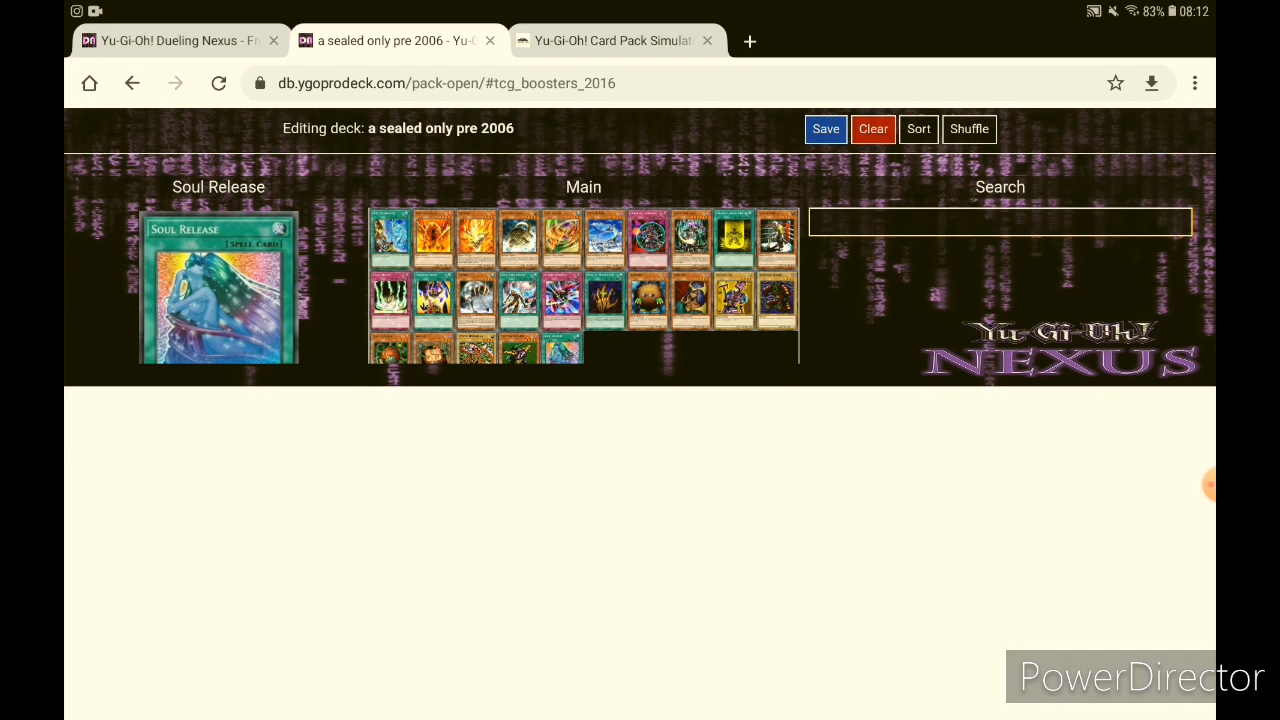 83% 08:12
Yu-Gi-Oh! Dueling Nexus - Fr
a sealed only pre 2006 - Yu-G
Yu-Gi-Oh! Card Pack Simulat
db.ygoprodeck.com/pack-open/#tcg_boosters_2016
Editing deck: a sealed only pre 2006
Save
Clear
Sort
Shuffle
Soul Release
Main
Search
SOUL RELEASE
[SPELL CARD]
Yu-Gi-Oh!
NEXUS
PowerDirector